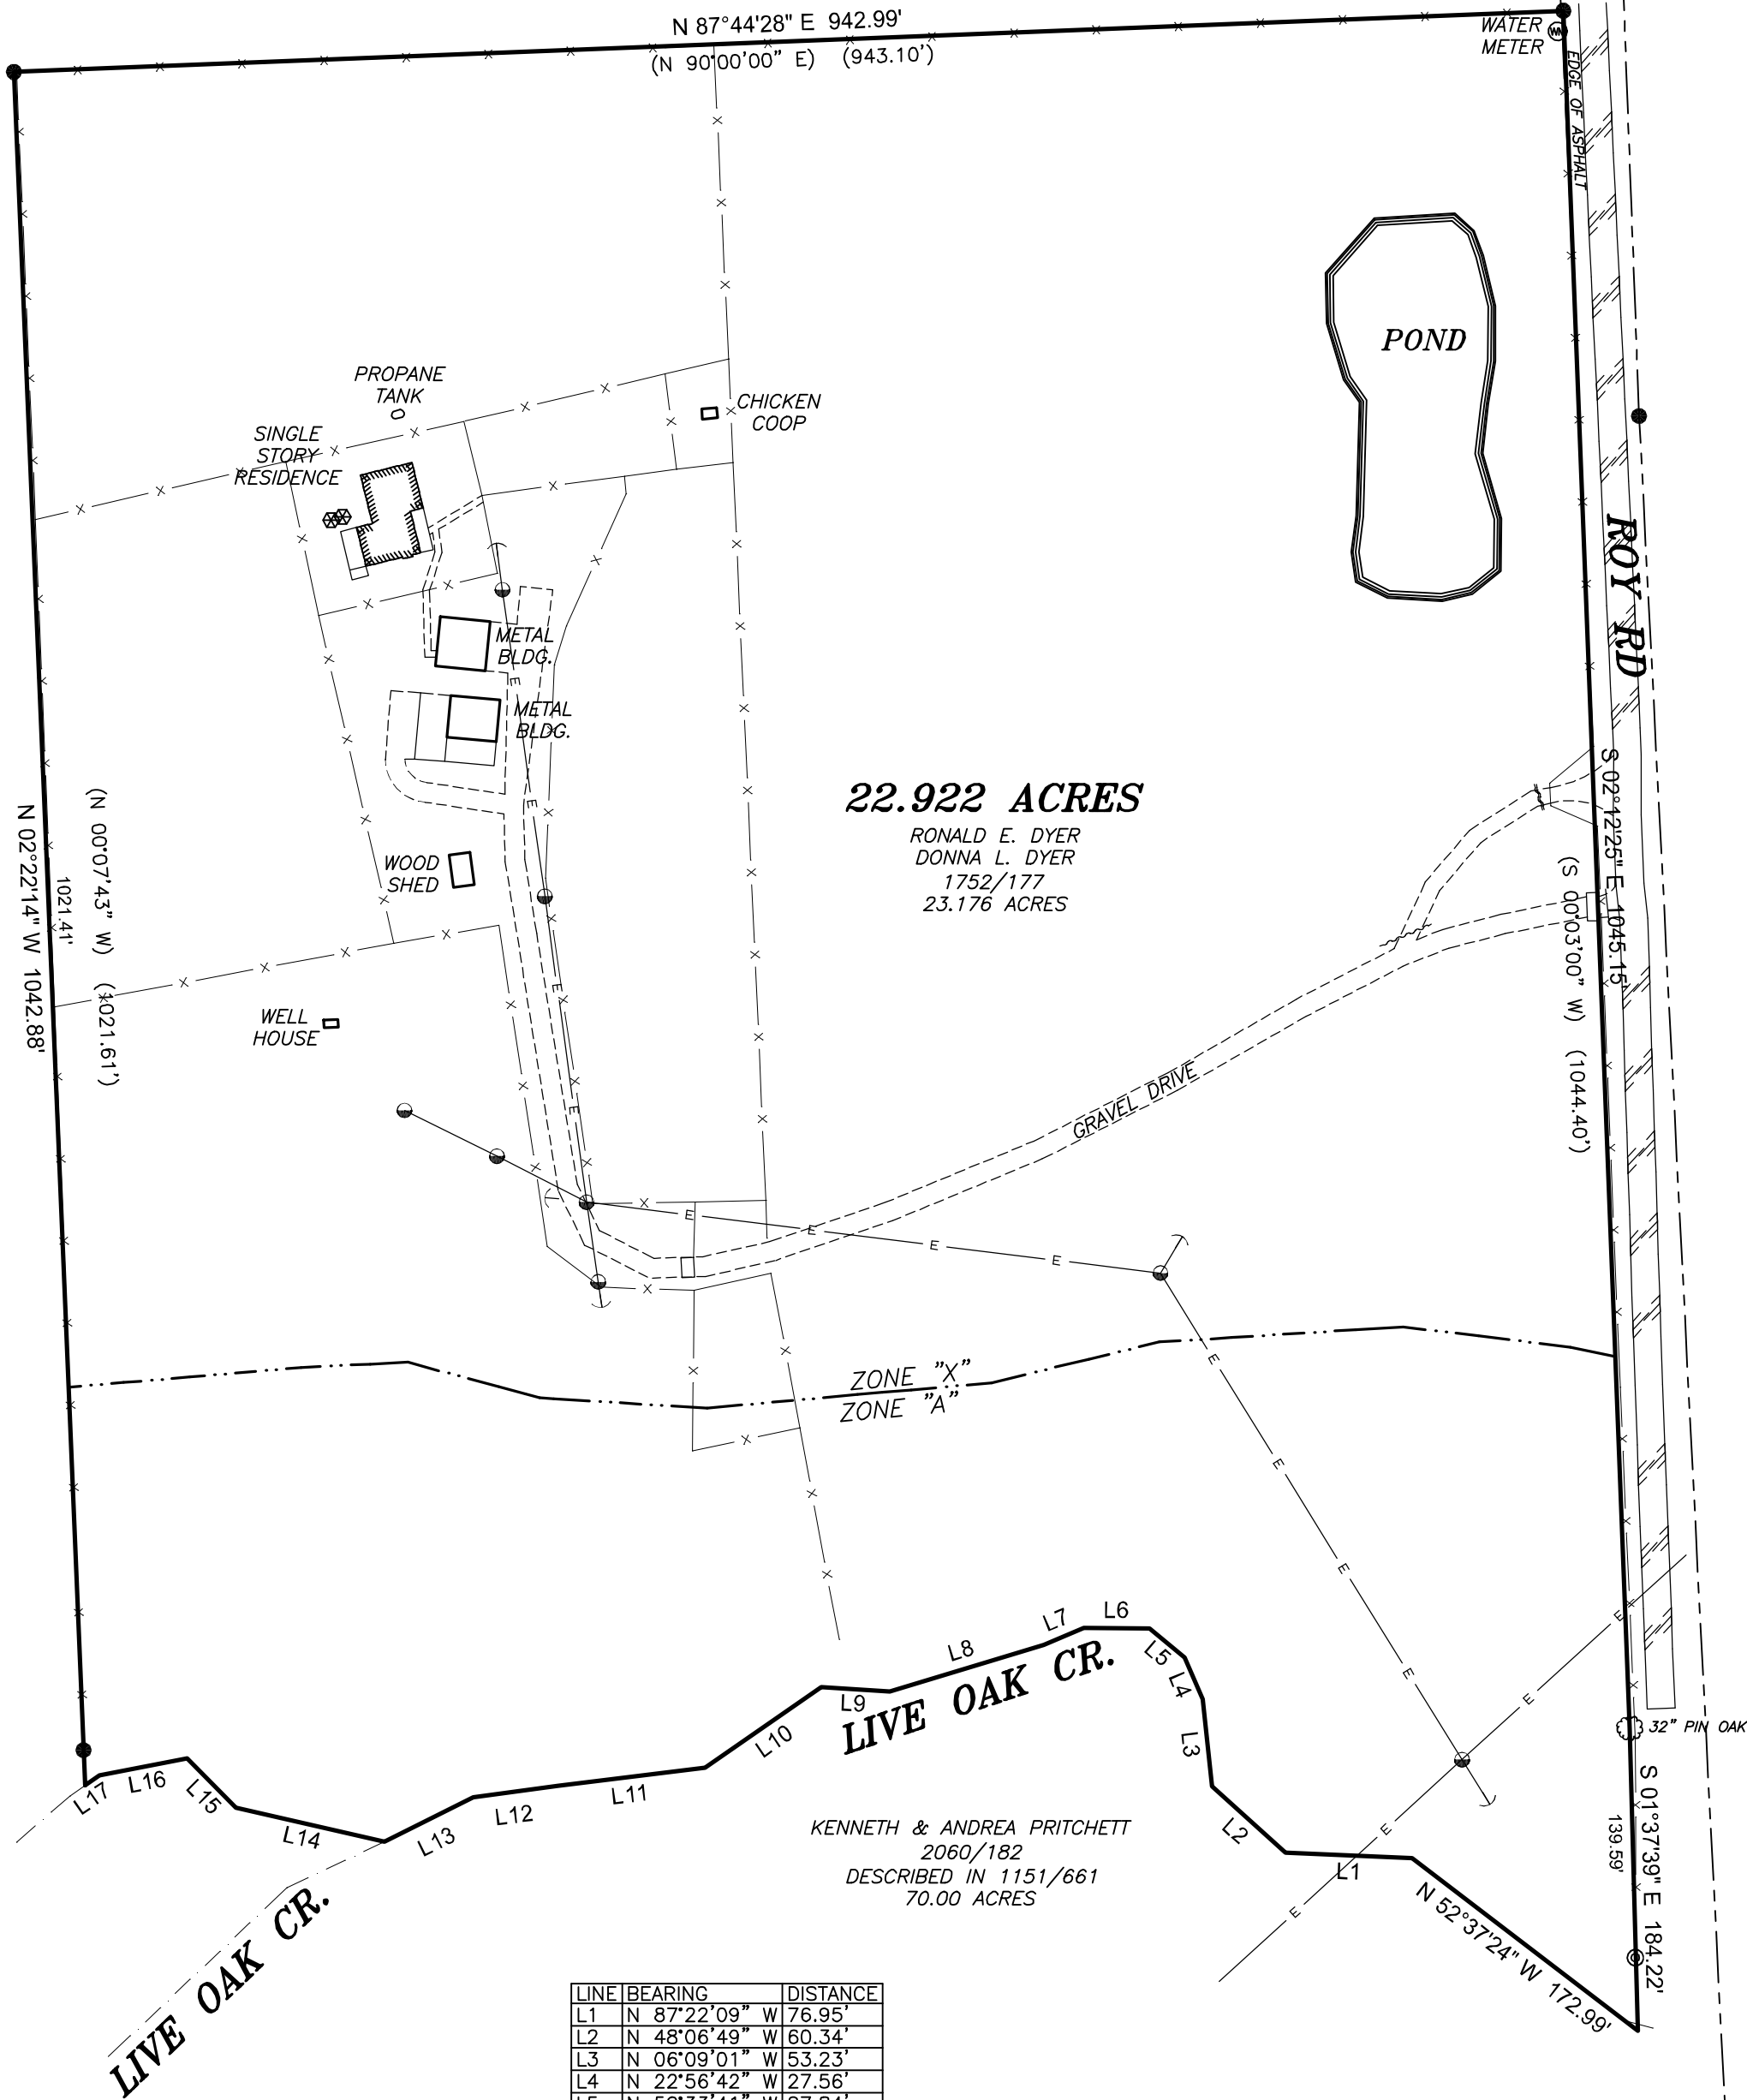 N 87°44'28" E 942.99'
(N 90°00'00" E) (943.10')
WATER
METER
WM
EDGE OF ASPHALT
POND
PROPANE
TANK
CHICKEN
COOP
SINGLE
STORY
RESIDENCE
ROY RD
METAL
BLDG.
METAL
BLDG.
22.922 ACRES
RONALD E. DYER
DONNA L. DYER
1752/177
23.176 ACRES
WOOD
SHED
(N 00°07'43" W) (1021.61')
1021.41'
N 02°22'14" W 1042.88'
S 02°12'25" E 1045.15'
(S 00°03'00" W) (1044.40')
WELL
HOUSE
GRAVEL DRIVE
ZONE "X"
ZONE "A"
L6
L7
L8
L5
L4
L9
L10
L3
LIVE OAK CR.
32" PIN OAK
L17
L16
L15
L14
L13
L12
L11
L2
L1
S 01°37'39" E 184.22'
139.59'
N 52°37'24" W 172.99'
KENNETH & ANDREA PRITCHETT
2060/182
DESCRIBED IN 1151/661
70.00 ACRES
LIVE OAK CR.
LINE BEARING DISTANCE
L1 N 87°22'09" W 76.95'
L2 N 48°06'49" W 60.34'
L3 N 06°09'01" W 53.23'
L4 N 22°56'42" W 27.56'